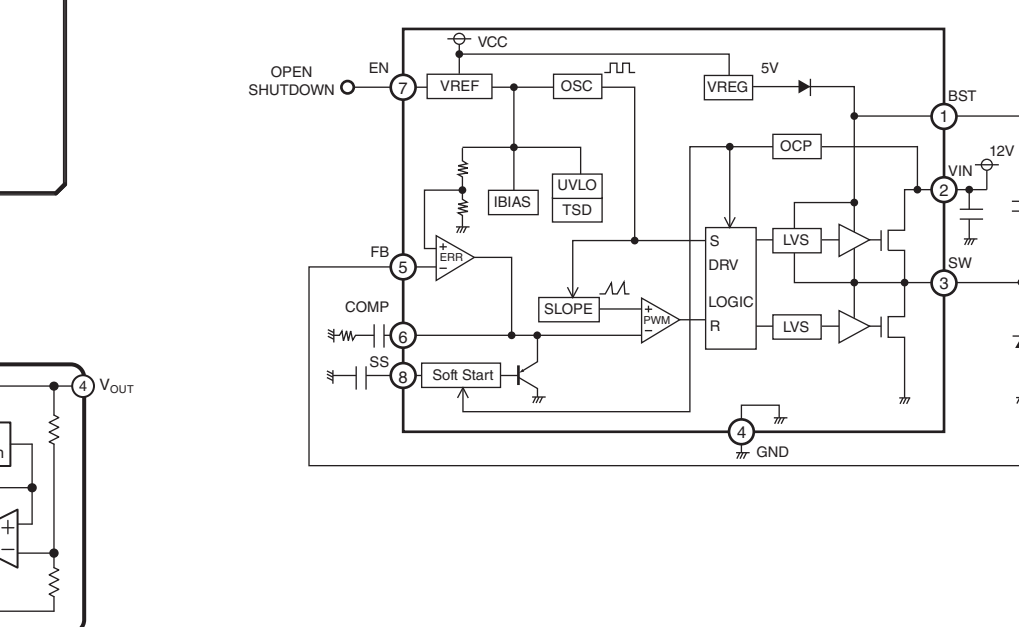 VCC
EN
OPEN
SHUTDOWN
7
VREF
OSC
VREG
5V
BST
1
OCP
12V
VIN
2
UVLO
TSD
IBIAS
FB
5
+
ERR
−
S
DRV
LOGIC
R
LVS
SW
3
COMP
6
SLOPE
+
PWM
−
LVS
SS
8
Soft Start
4
GND
4
VOUT
n
+
−